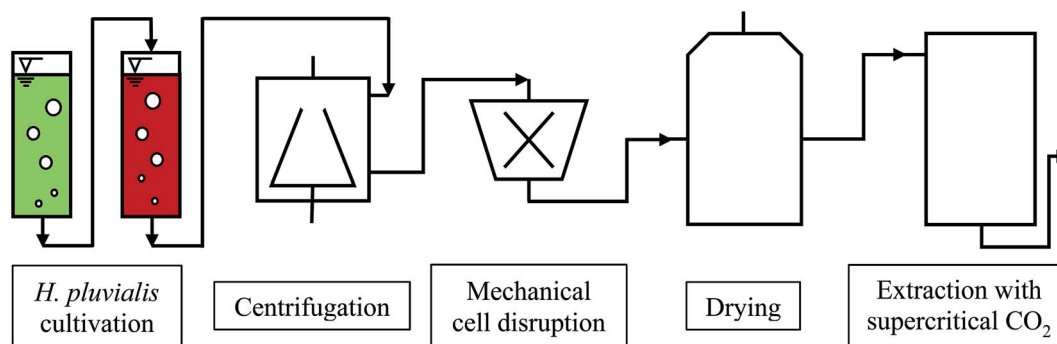 H. pluvialis
cultivation
Centrifugation
Mechanical
cell disruption
Drying
Extraction with
supercritical CO₂